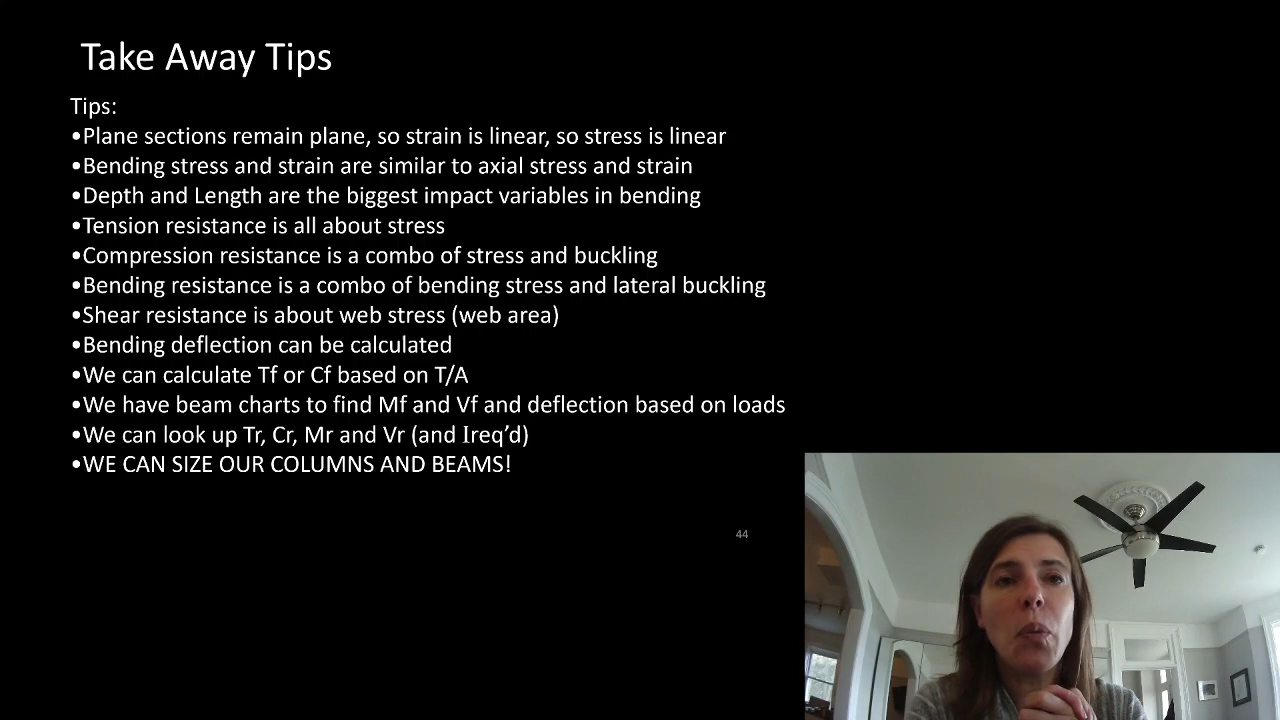 Take Away Tips
Tips:
•Plane sections remain plane, so strain is linear, so stress is linear
•Bending stress and strain are similar to axial stress and strain
•Depth and Length are the biggest impact variables in bending
•Tension resistance is all about stress
•Compression resistance is a combo of stress and buckling
•Bending resistance is a combo of bending stress and lateral buckling
•Shear resistance is about web stress (web area)
•Bending deflection can be calculated
•We can calculate Tf or Cf based on T/A
•We have beam charts to find Mf and Vf and deflection based on loads
•We can look up Tr, Cr, Mr and Vr (and Ireq’d)
•WE CAN SIZE OUR COLUMNS AND BEAMS!
44